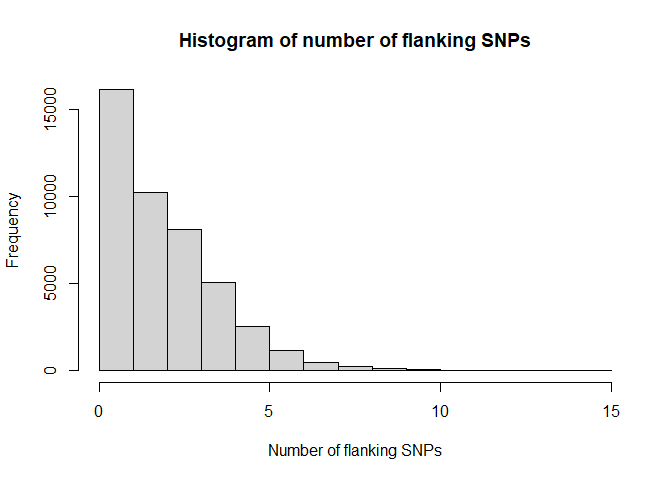 Histogram of number of flanking SNPs
Frequency
15000
10000
5000
0
0 5 10 15
Number of flanking SNPs